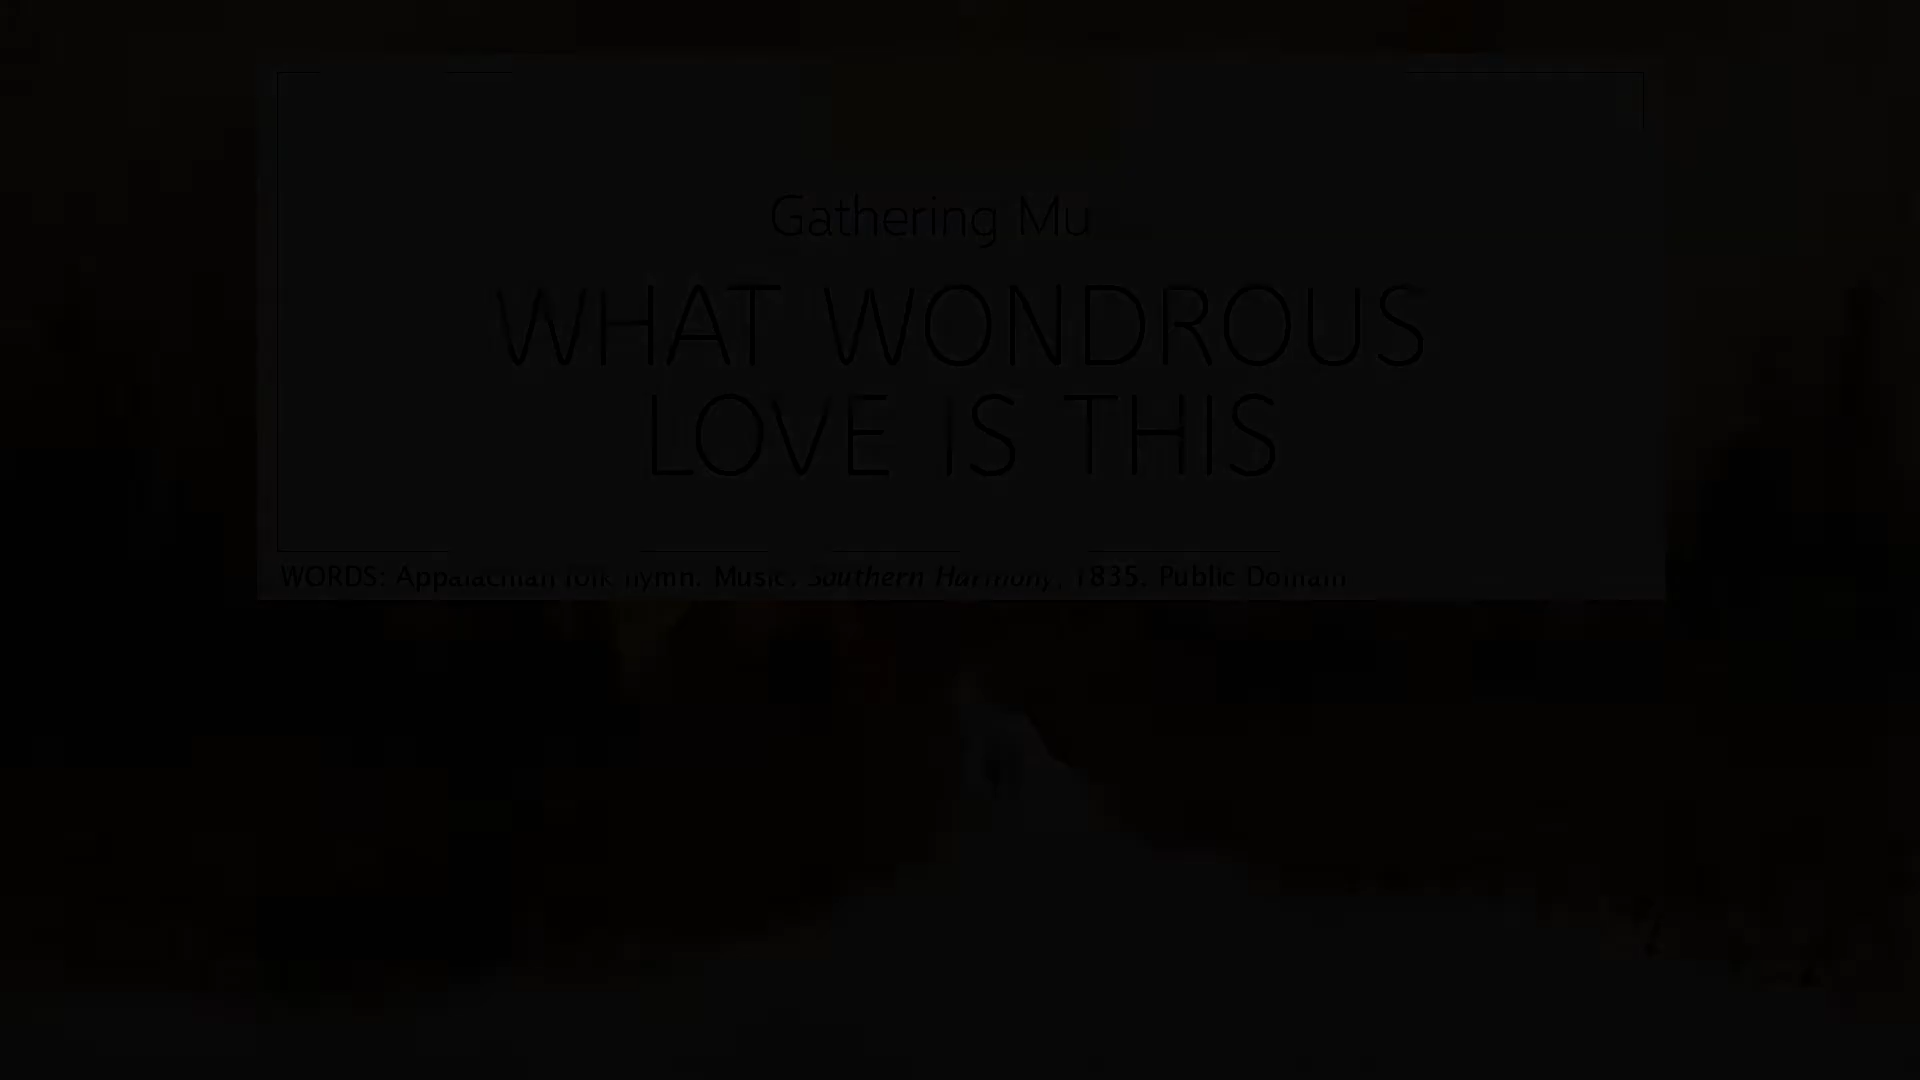 Gathering Mu
WHAT WONDROUS
LOVE IS THIS
WORDS: Appalachian folk hymn. Music: Southern Harmony, 1835. Public Domain